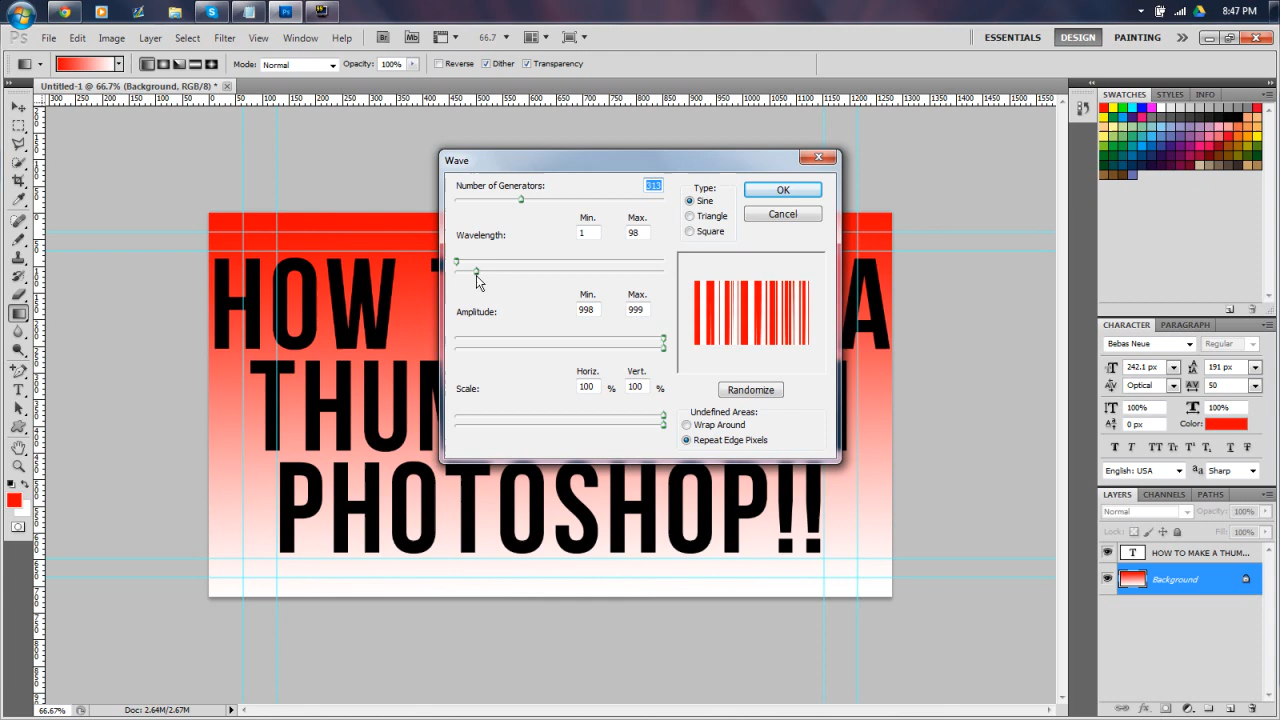 8:47 PM
Ps File Edit Image Layer Select Filter View Window Help Br Mb 66.7 ESSENTIALS DESIGN PAINTING
Mode: Normal Opacity: 100% Reverse Dither Transparency
Untitled-1 @ 66.7% (Background, RGB/8) *
SWATCHES STYLES INFO
HOW A
THUM
PHOTOSHOP!!
Wave
Number of Generators: 313
Min. Max.
Wavelength: 1 98
Min. Max.
Amplitude: 998 999
Horiz. Vert.
Scale: 100 % 100 %
Type:
Sine
Triangle
Square
OK
Cancel
Randomize
Undefined Areas:
Wrap Around
Repeat Edge Pixels
CHARACTER PARAGRAPH
Bebas Neue Regular
242.1 px 191 px
Optical 50
100% 100%
0 px Color:
English: USA Sharp
LAYERS CHANNELS PATHS
Normal Opacity: 100%
Lock: Fill: 100%
T HOW TO MAKE A THUM...
Background
66.67% Doc: 2.64M/2.67M